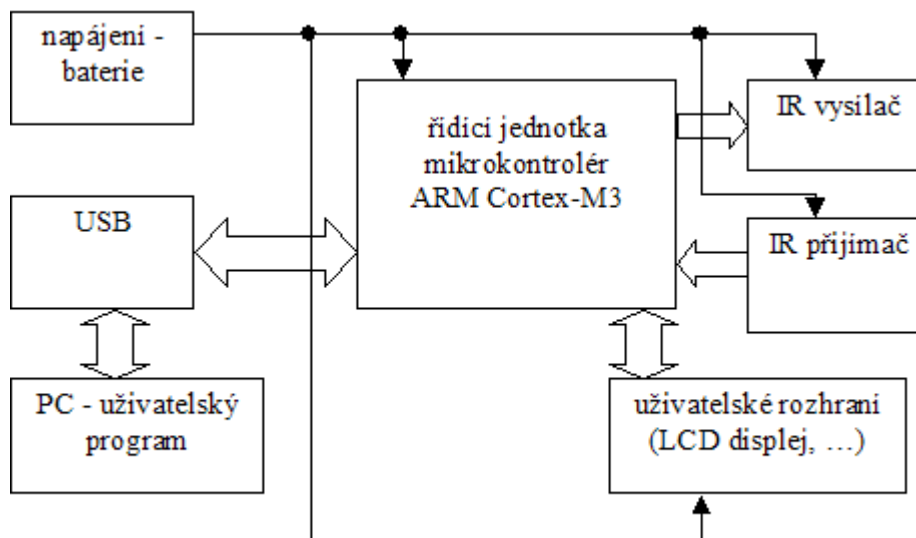 napájení -
baterie
řídicí jednotka
mikrokontrolér
ARM Cortex-M3
IR vysílač
USB
IR přijímač
PC - uživatelský
program
uživatelské rozhraní
(LCD displej, …)